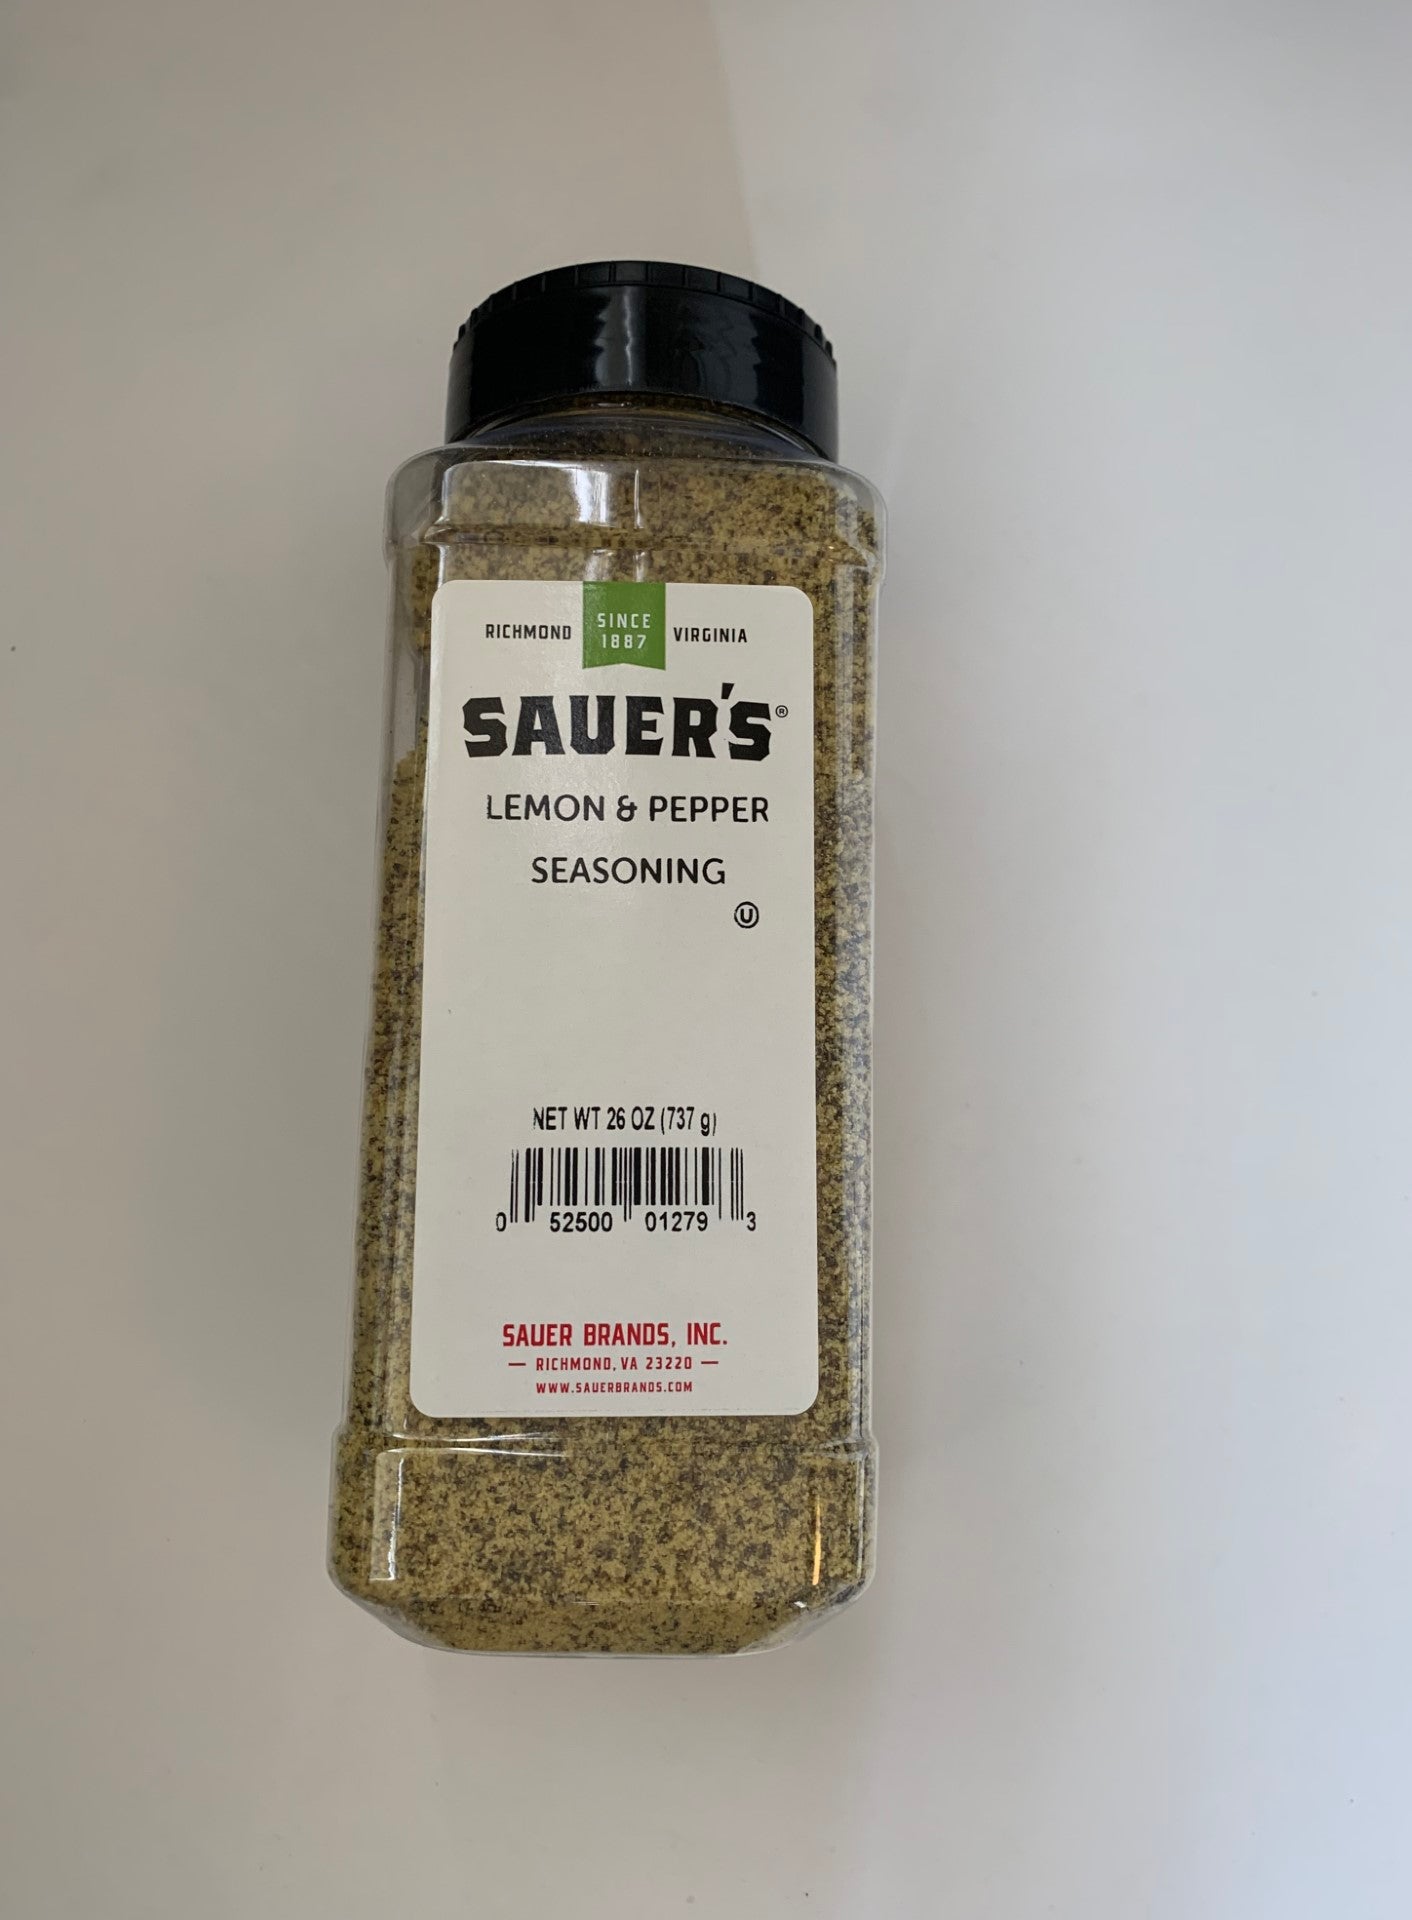 RICHMOND SINCE 1887 VIRGINIA
SAUER'S®
LEMON & PEPPER
SEASONING
U
NET WT 26 OZ (737 g)
0 52500 01279 3
SAUER BRANDS, INC.
— RICHMOND, VA 23220 —
WWW.SAUERBRANDS.COM